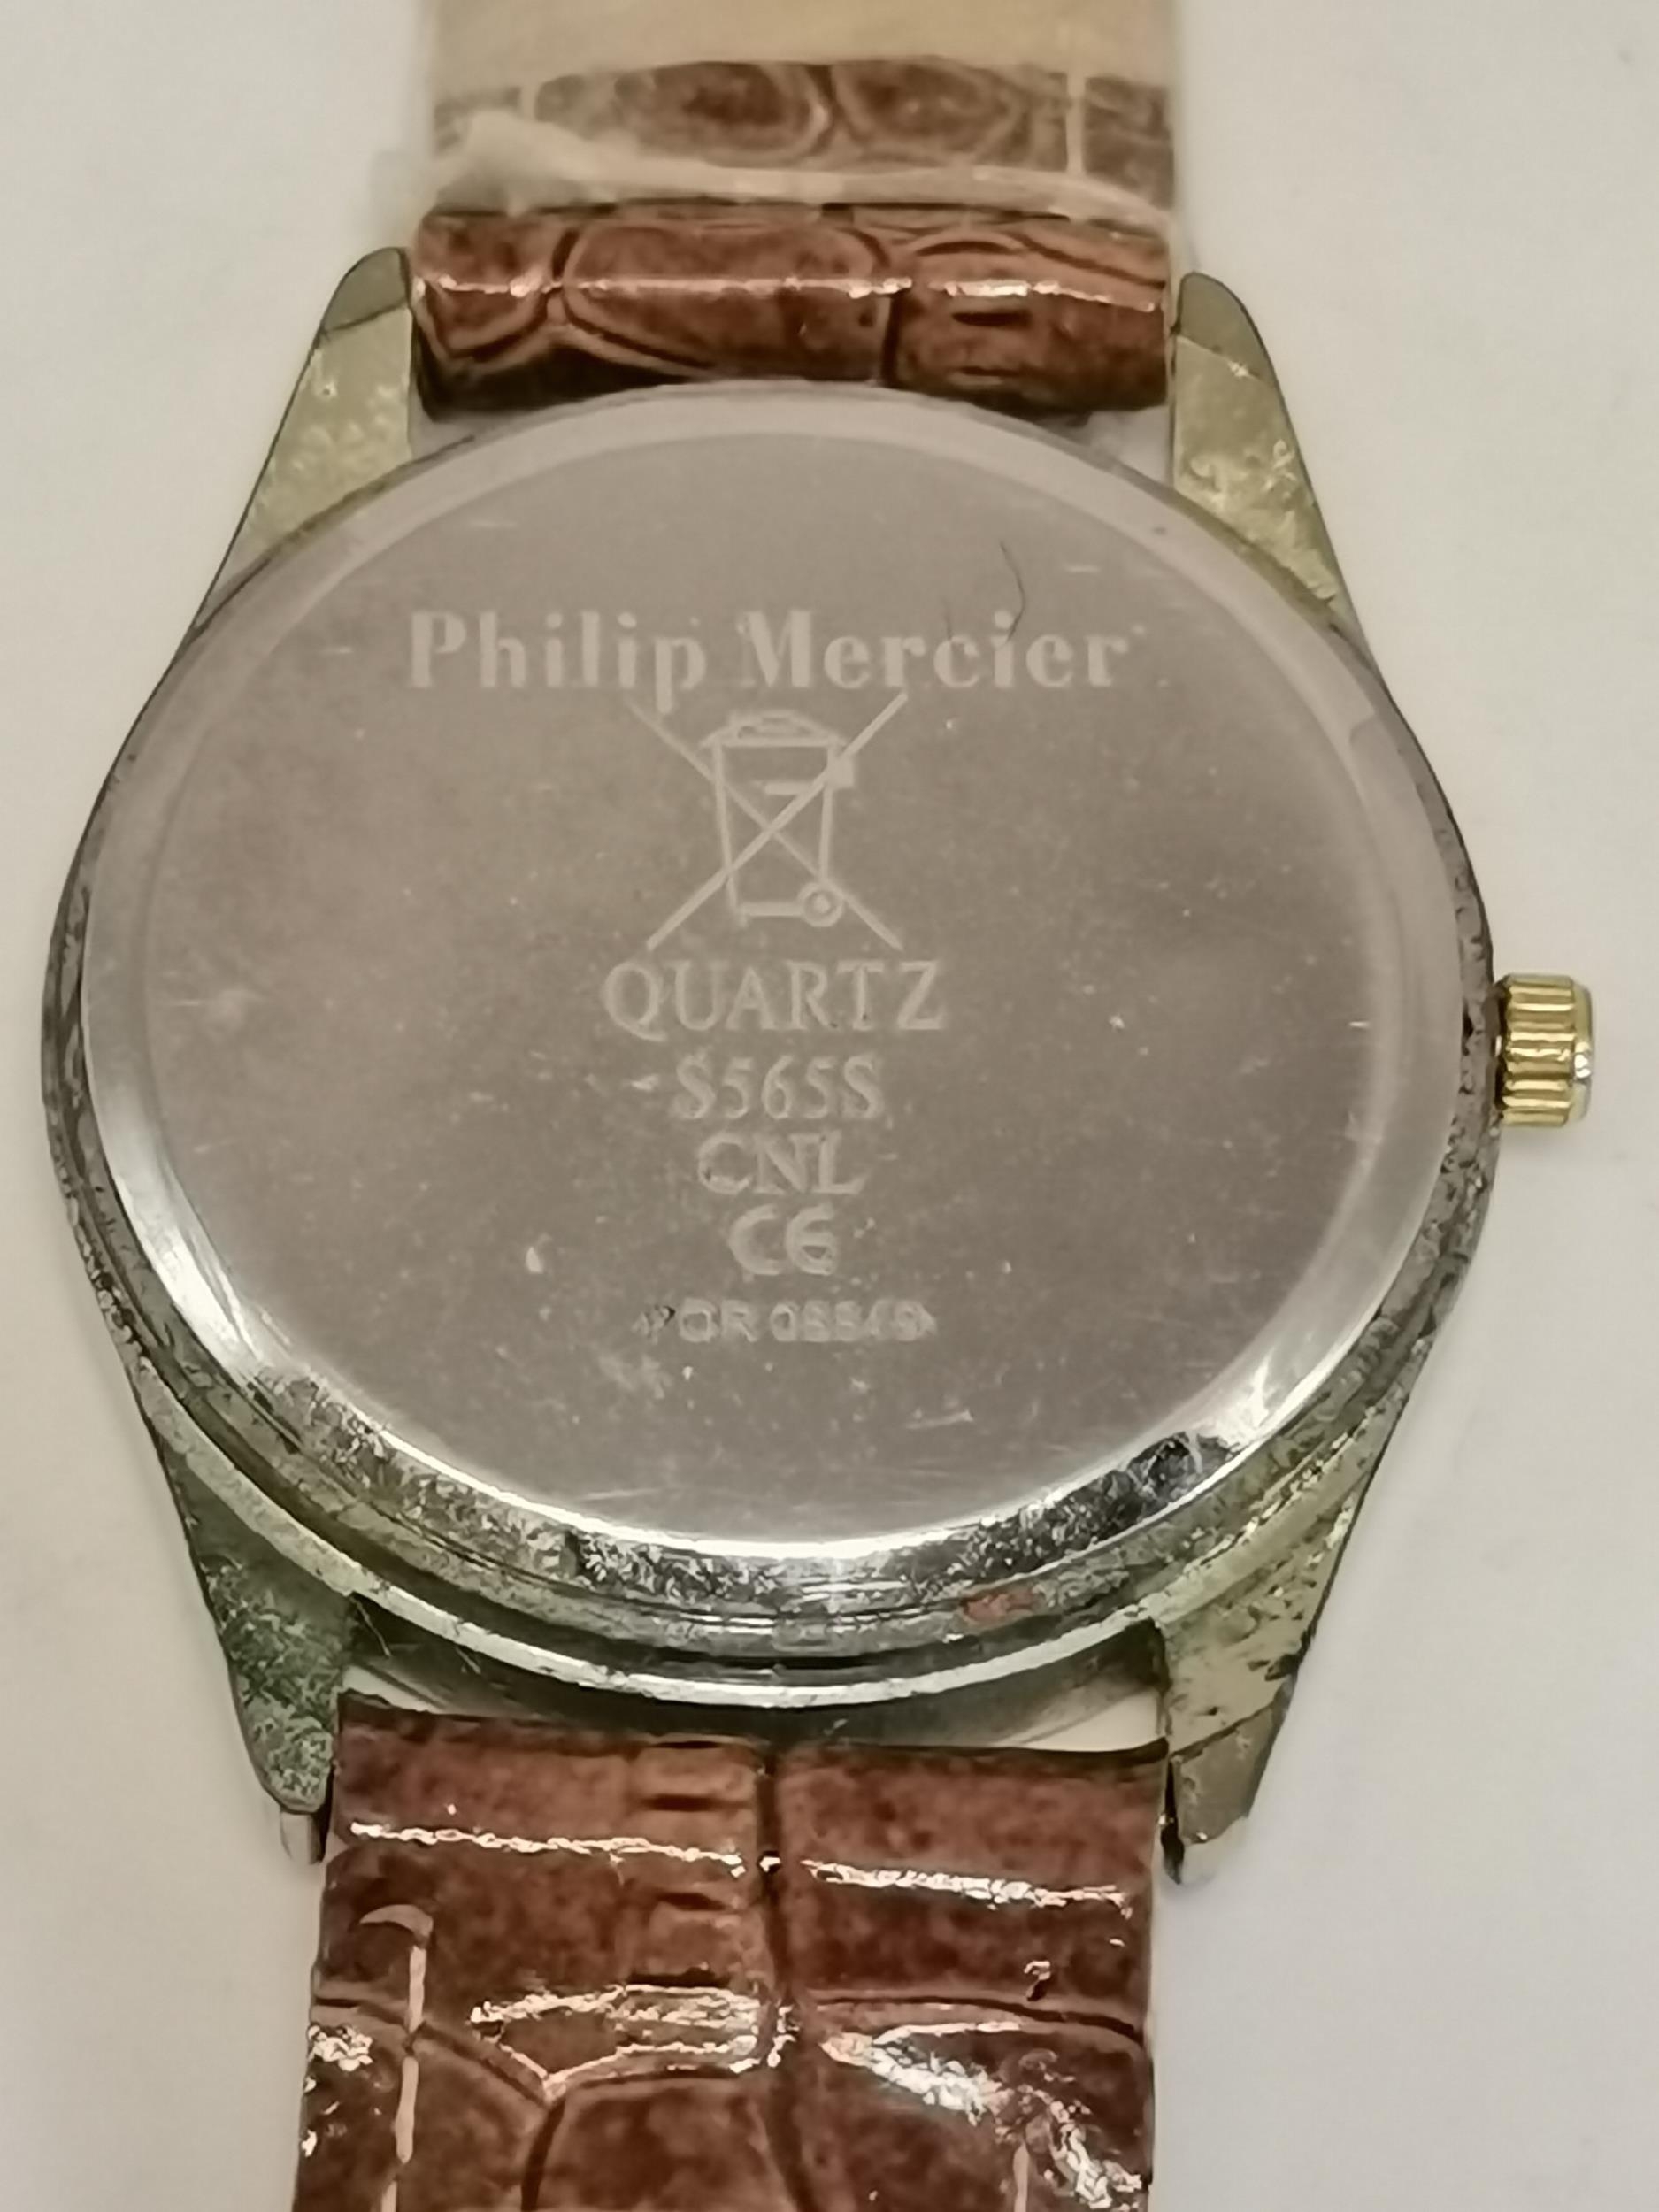 Philip Mercier
QUARTZ
S565S
CNL
CE